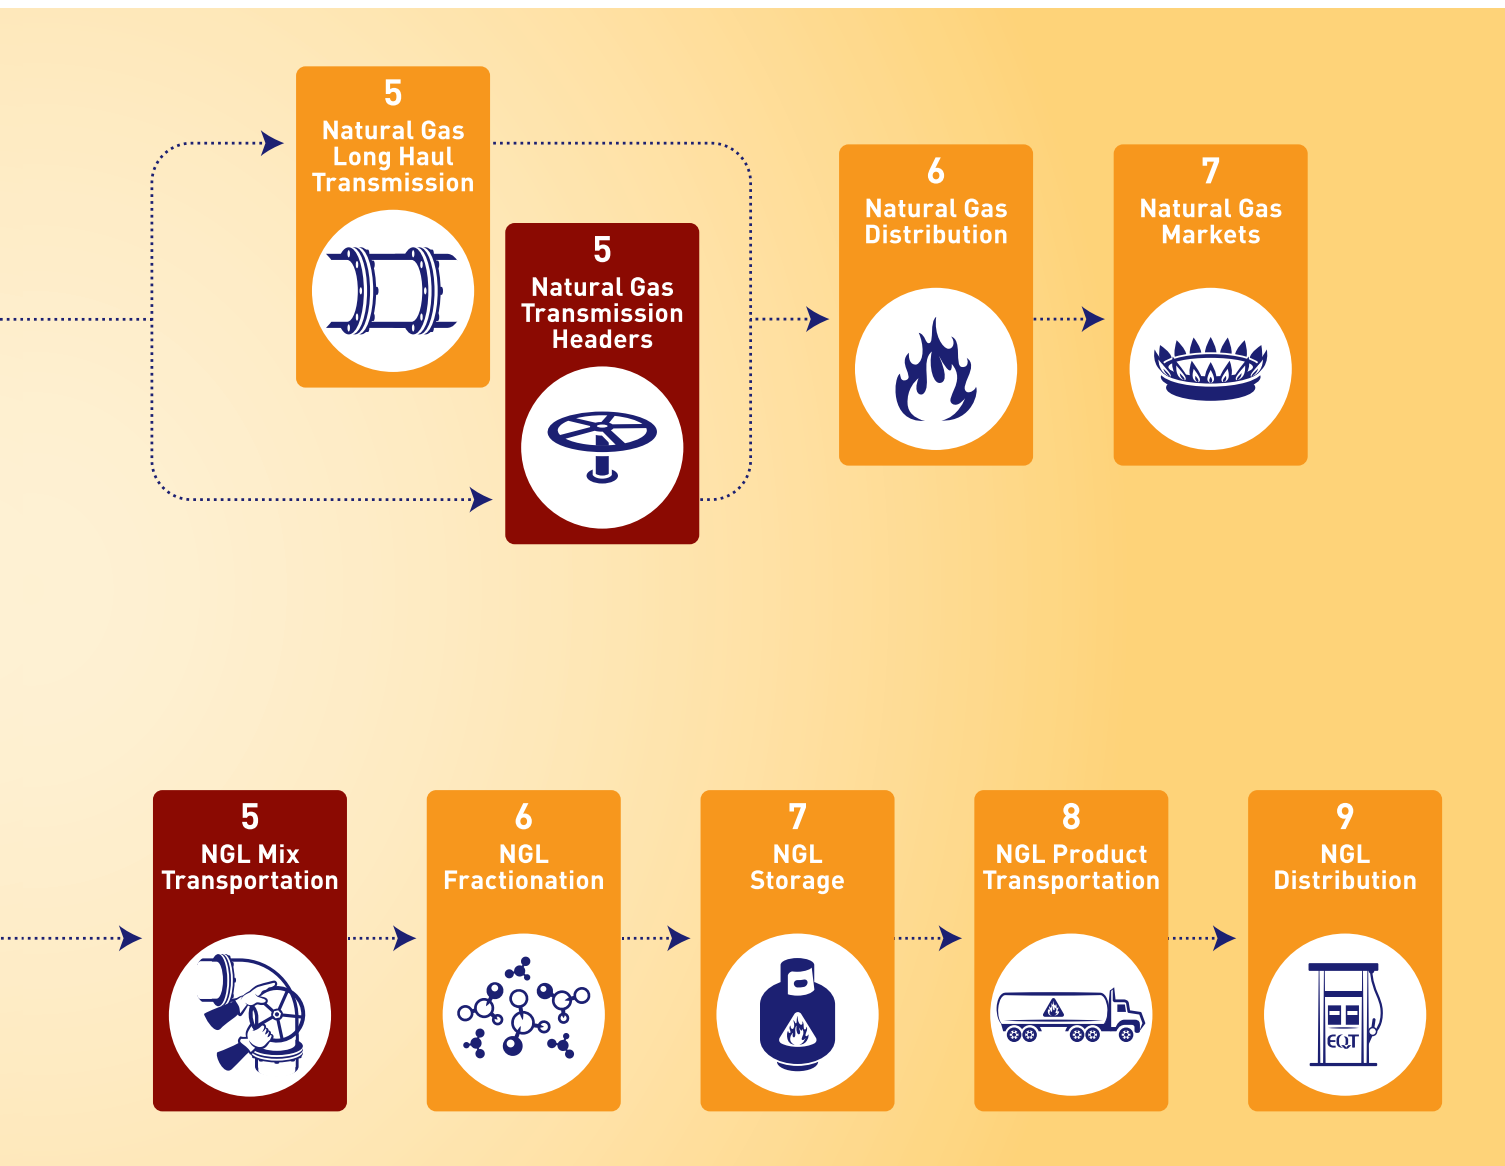 5
Natural Gas
Long Haul
Transmission
5
Natural Gas
Transmission
Headers
6
Natural Gas
Distribution
7
Natural Gas
Markets
5
NGL Mix
Transportation
6
NGL
Fractionation
7
NGL
Storage
8
NGL Product
Transportation
9
NGL
Distribution
EQT